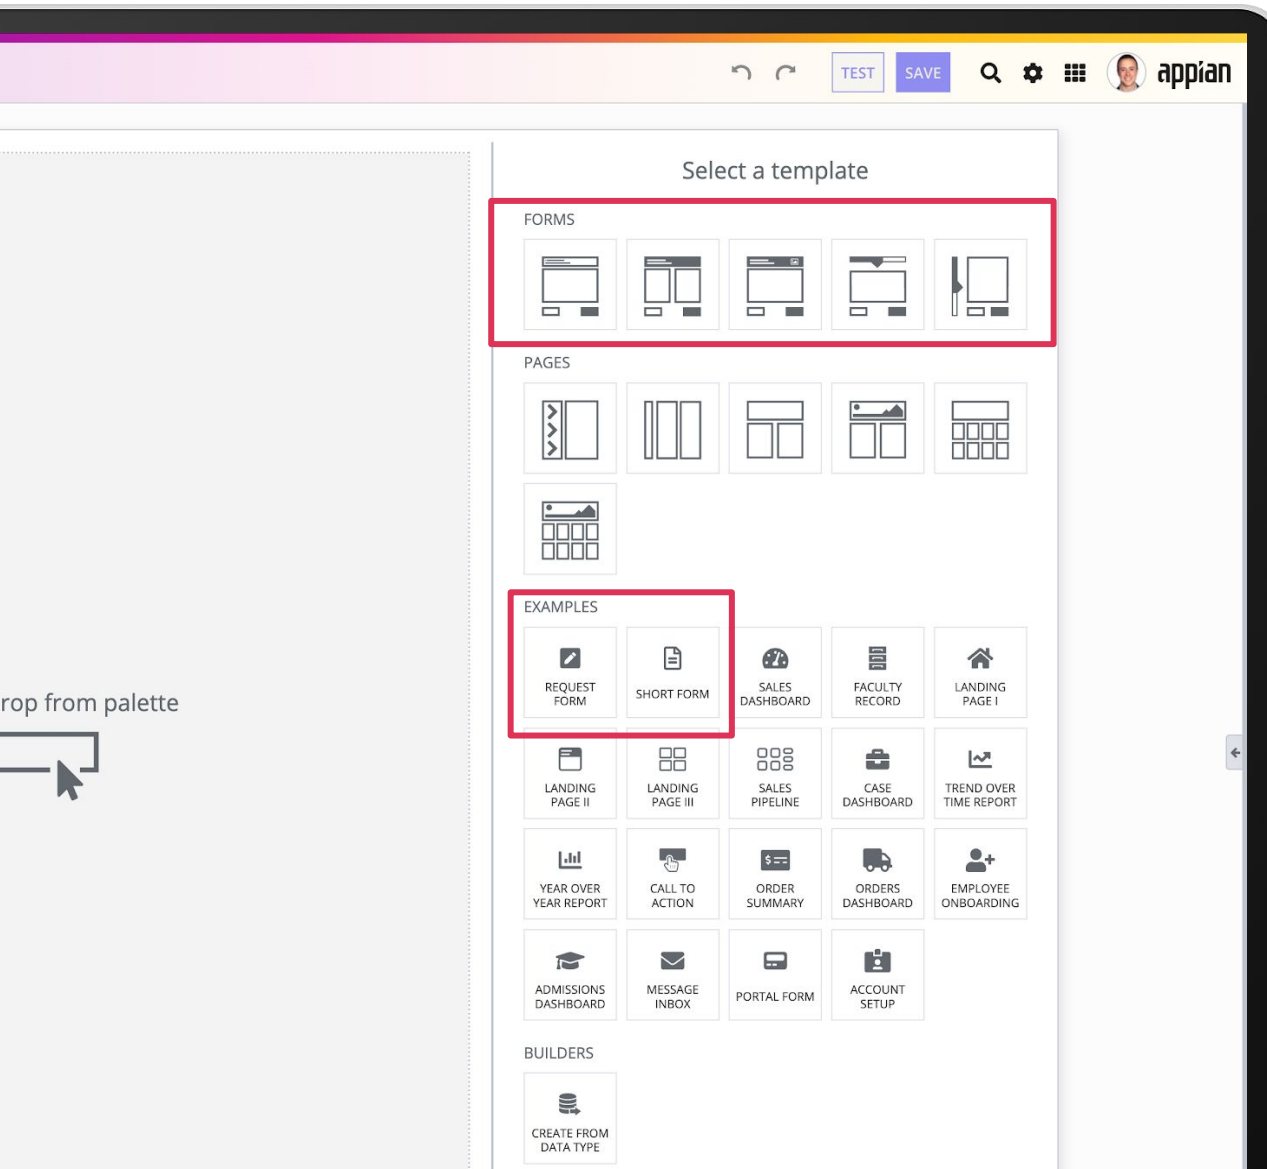 TEST
SAVE
appian
Select a template
FORMS
PAGES
EXAMPLES
REQUEST
FORM
SHORT FORM
SALES
DASHBOARD
FACULTY
RECORD
LANDING
PAGE I
LANDING
PAGE II
LANDING
PAGE III
SALES
PIPELINE
CASE
DASHBOARD
TREND OVER
TIME REPORT
YEAR OVER
YEAR REPORT
CALL TO
ACTION
ORDER
SUMMARY
ORDERS
DASHBOARD
EMPLOYEE
ONBOARDING
ADMISSIONS
DASHBOARD
MESSAGE
INBOX
PORTAL FORM
ACCOUNT
SETUP
BUILDERS
CREATE FROM
DATA TYPE
rop from palette